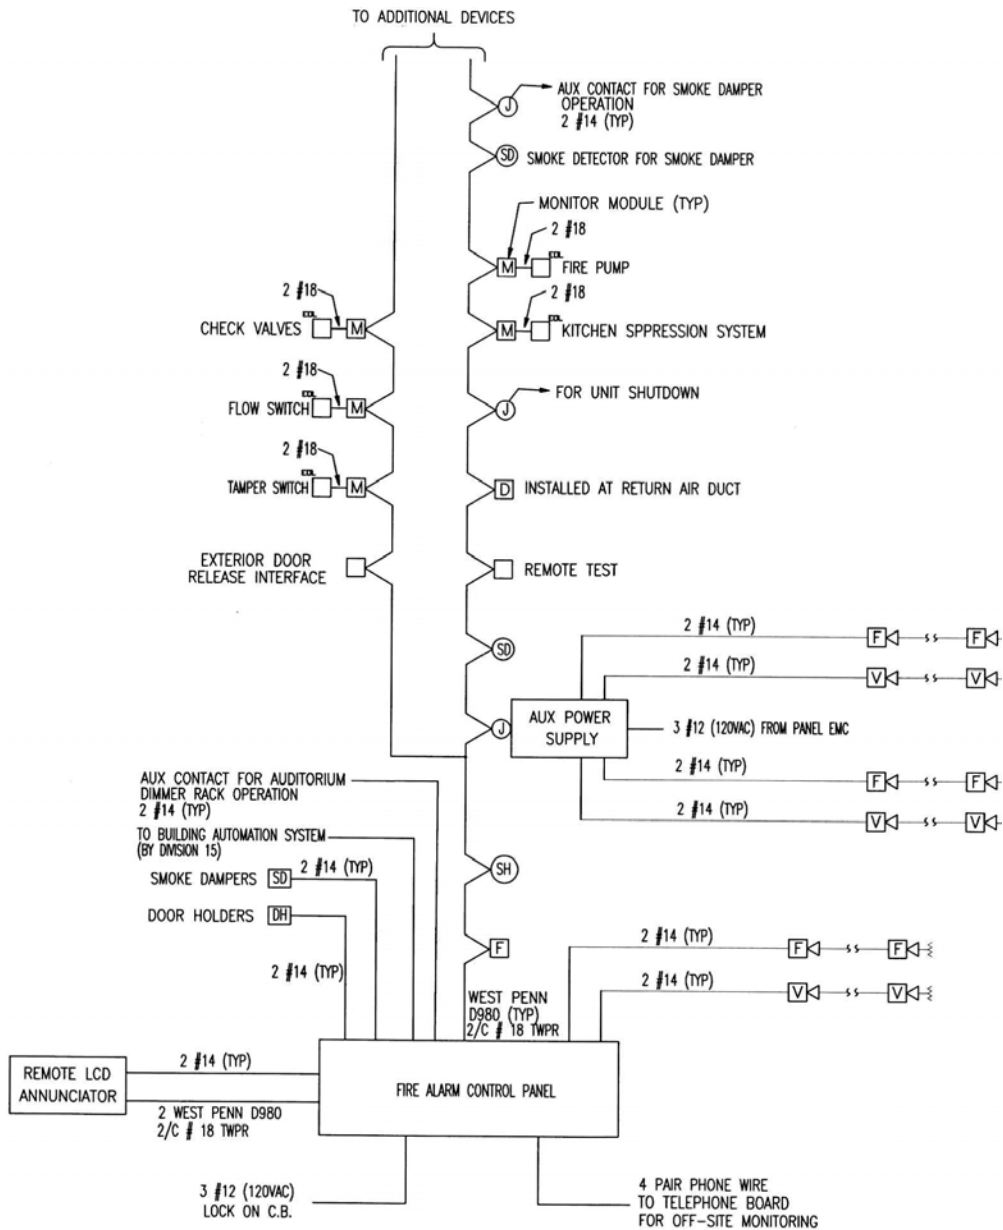 TO ADDITIONAL DEVICES
J
AUX CONTACT FOR SMOKE DAMPER
OPERATION
2 #14 (TYP)
SD
SMOKE DETECTOR FOR SMOKE DAMPER
MONITOR MODULE (TYP)
2 #18
M
FIRE PUMP
2 #18
M
KITCHEN SPPRESSION SYSTEM
2 #18
CHECK VALVES
M
2 #18
FLOW SWITCH
M
2 #18
TAMPER SWITCH
M
J
FOR UNIT SHUTDOWN
D
INSTALLED AT RETURN AIR DUCT
EXTERIOR DOOR
RELEASE INTERFACE
REMOTE TEST
SD
J
AUX POWER
SUPPLY
2 #14 (TYP)
F
F
2 #14 (TYP)
V
V
3 #12 (120VAC) FROM PANEL EMC
2 #14 (TYP)
F
F
2 #14 (TYP)
V
V
AUX CONTACT FOR AUDITORIUM
DIMMER RACK OPERATION
2 #14 (TYP)
TO BUILDING AUTOMATION SYSTEM
(BY DIVISION 15)
SMOKE DAMPERS
SD
2 #14 (TYP)
DOOR HOLDERS
DH
2 #14 (TYP)
SH
F
WEST PENN
D980 (TYP)
2/C # 18 TWPR
2 #14 (TYP)
F
F
2 #14 (TYP)
V
V
REMOTE LCD
ANNUNCIATOR
2 #14 (TYP)
2 WEST PENN D980
2/C # 18 TWPR
FIRE ALARM CONTROL PANEL
3 #12 (120VAC)
LOCK ON C.B.
4 PAIR PHONE WIRE
TO TELEPHONE BOARD
FOR OFF-SITE MONITORING